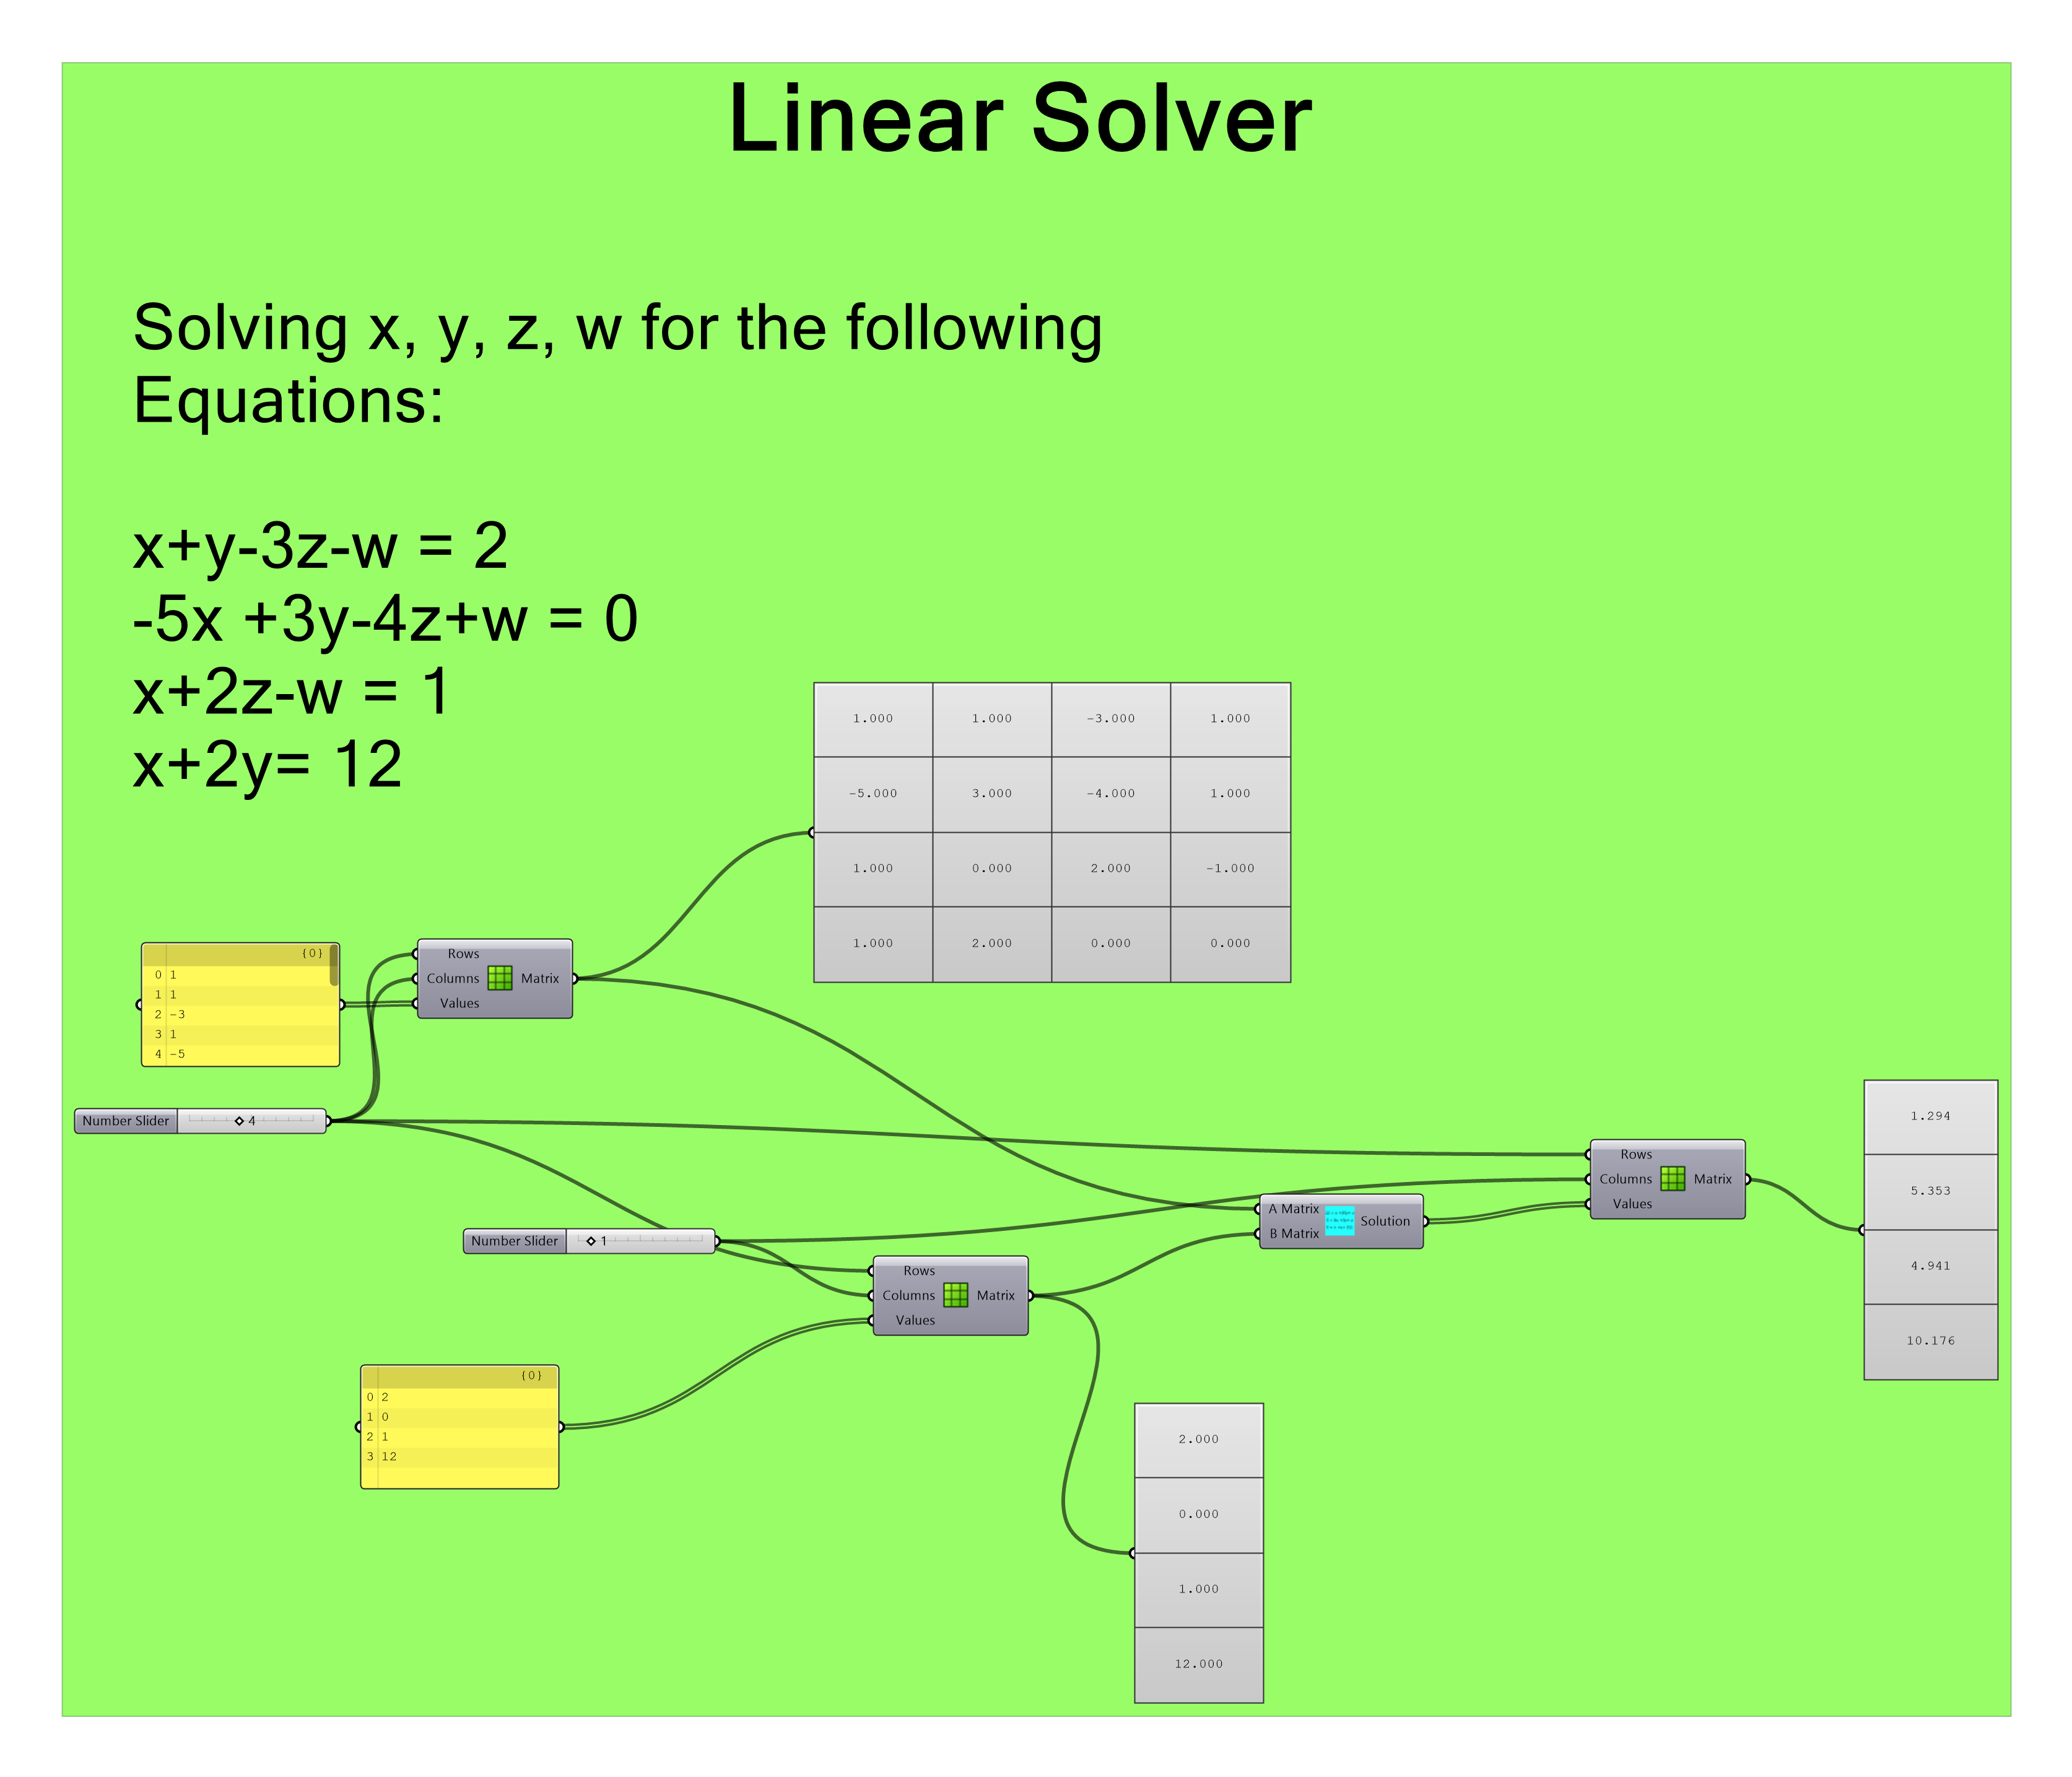 Linear Solver
Solving x, y, z, w for the following
Equations:
x+y-3z-w = 2
-5x +3y-4z+w = 0
x+2z-w = 1
x+2y= 12
1.000 1.000 -3.000 1.000
-5.000 3.000 -4.000 1.000
1.000 0.000 2.000 -1.000
1.000 2.000 0.000 0.000
{0}
0 1
1 1
2 -3
3 1
4 -5
Rows
Columns Matrix
Values
Number Slider 4
Number Slider 1
Rows
Columns Matrix
Values
{0}
0 2
1 0
2 1
3 12
2.000
0.000
1.000
12.000
A Matrix
B Matrix
Solution
Rows
Columns Matrix
Values
1.294
5.353
4.941
10.176